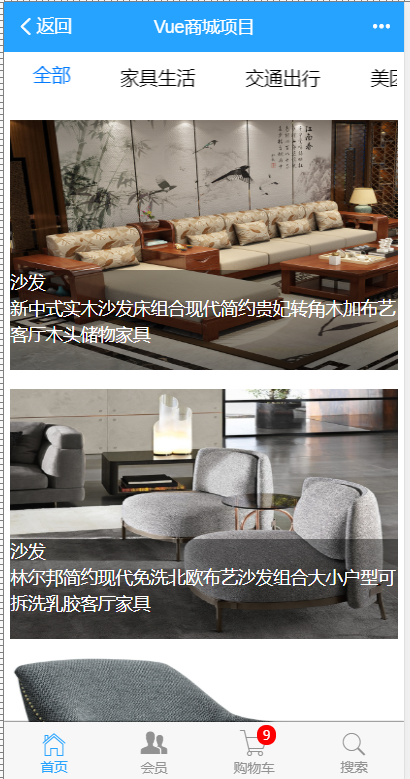 返回
Vue商城项目
全部
家具生活
交通出行
美团
江南春
沙发
新中式实木沙发床组合现代简约贵妃转角木加布艺
客厅木头储物家具
沙发
林尔邦简约现代免洗北欧布艺沙发组合大小户型可
拆洗乳胶客厅家具
9
首页
会员
购物车
搜索